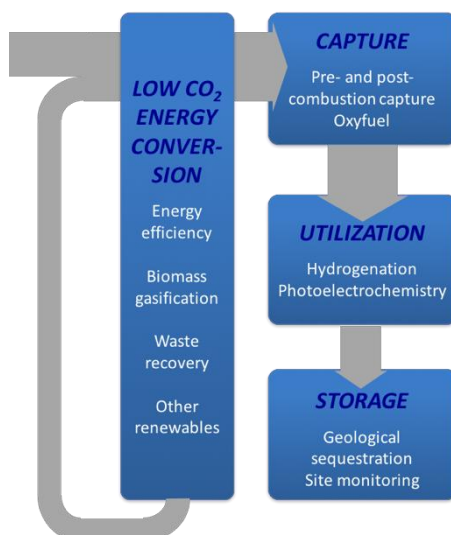 LOW CO₂
ENERGY
CONVER-
SION
Energy
efficiency
Biomass
gasification
Waste
recovery
Other
renewables
CAPTURE
Pre- and post-
combustion capture
Oxyfuel
UTILIZATION
Hydrogenation
Photoelectrochemistry
STORAGE
Geological
sequestration
Site monitoring